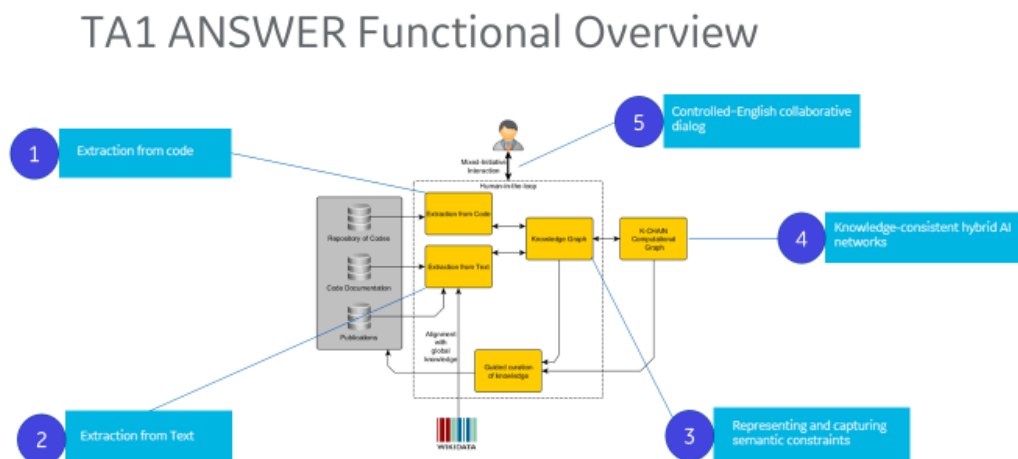 TA1 ANSWER Functional Overview
1
Extraction from code
5
Controlled-English collaborative
dialog
Mixed-Initiative
Interaction
Human-in-the-loop
Extraction from Code
Repository of Codes
Knowledge Graph
K-CHAIN
Computational
Graph
4
Knowledge-consistent hybrid AI
networks
Extraction from Text
Code Documentation
Publications
Alignment
with
global
knowledge
Guided curation
of knowledge
2
Extraction from Text
WIKIDATA
3
Representing and capturing
semantic constraints